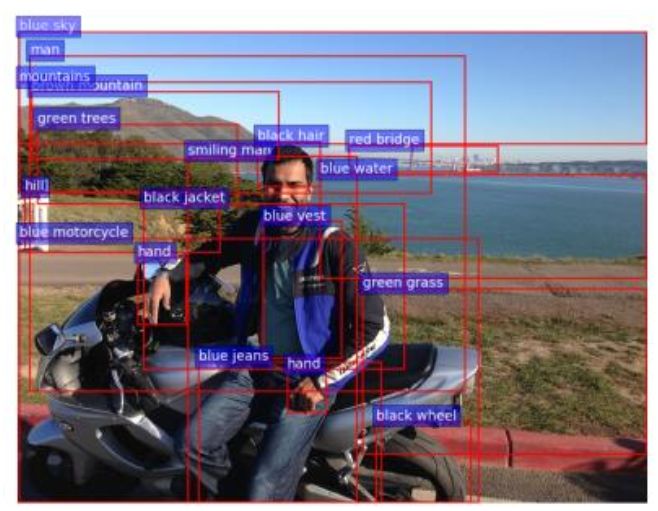 blue sky
man
mountains
brown mountain
green trees
black hair
red bridge
smiling man
blue water
hill
black jacket
blue vest
blue motorcycle
hand
green grass
blue jeans
hand
black wheel